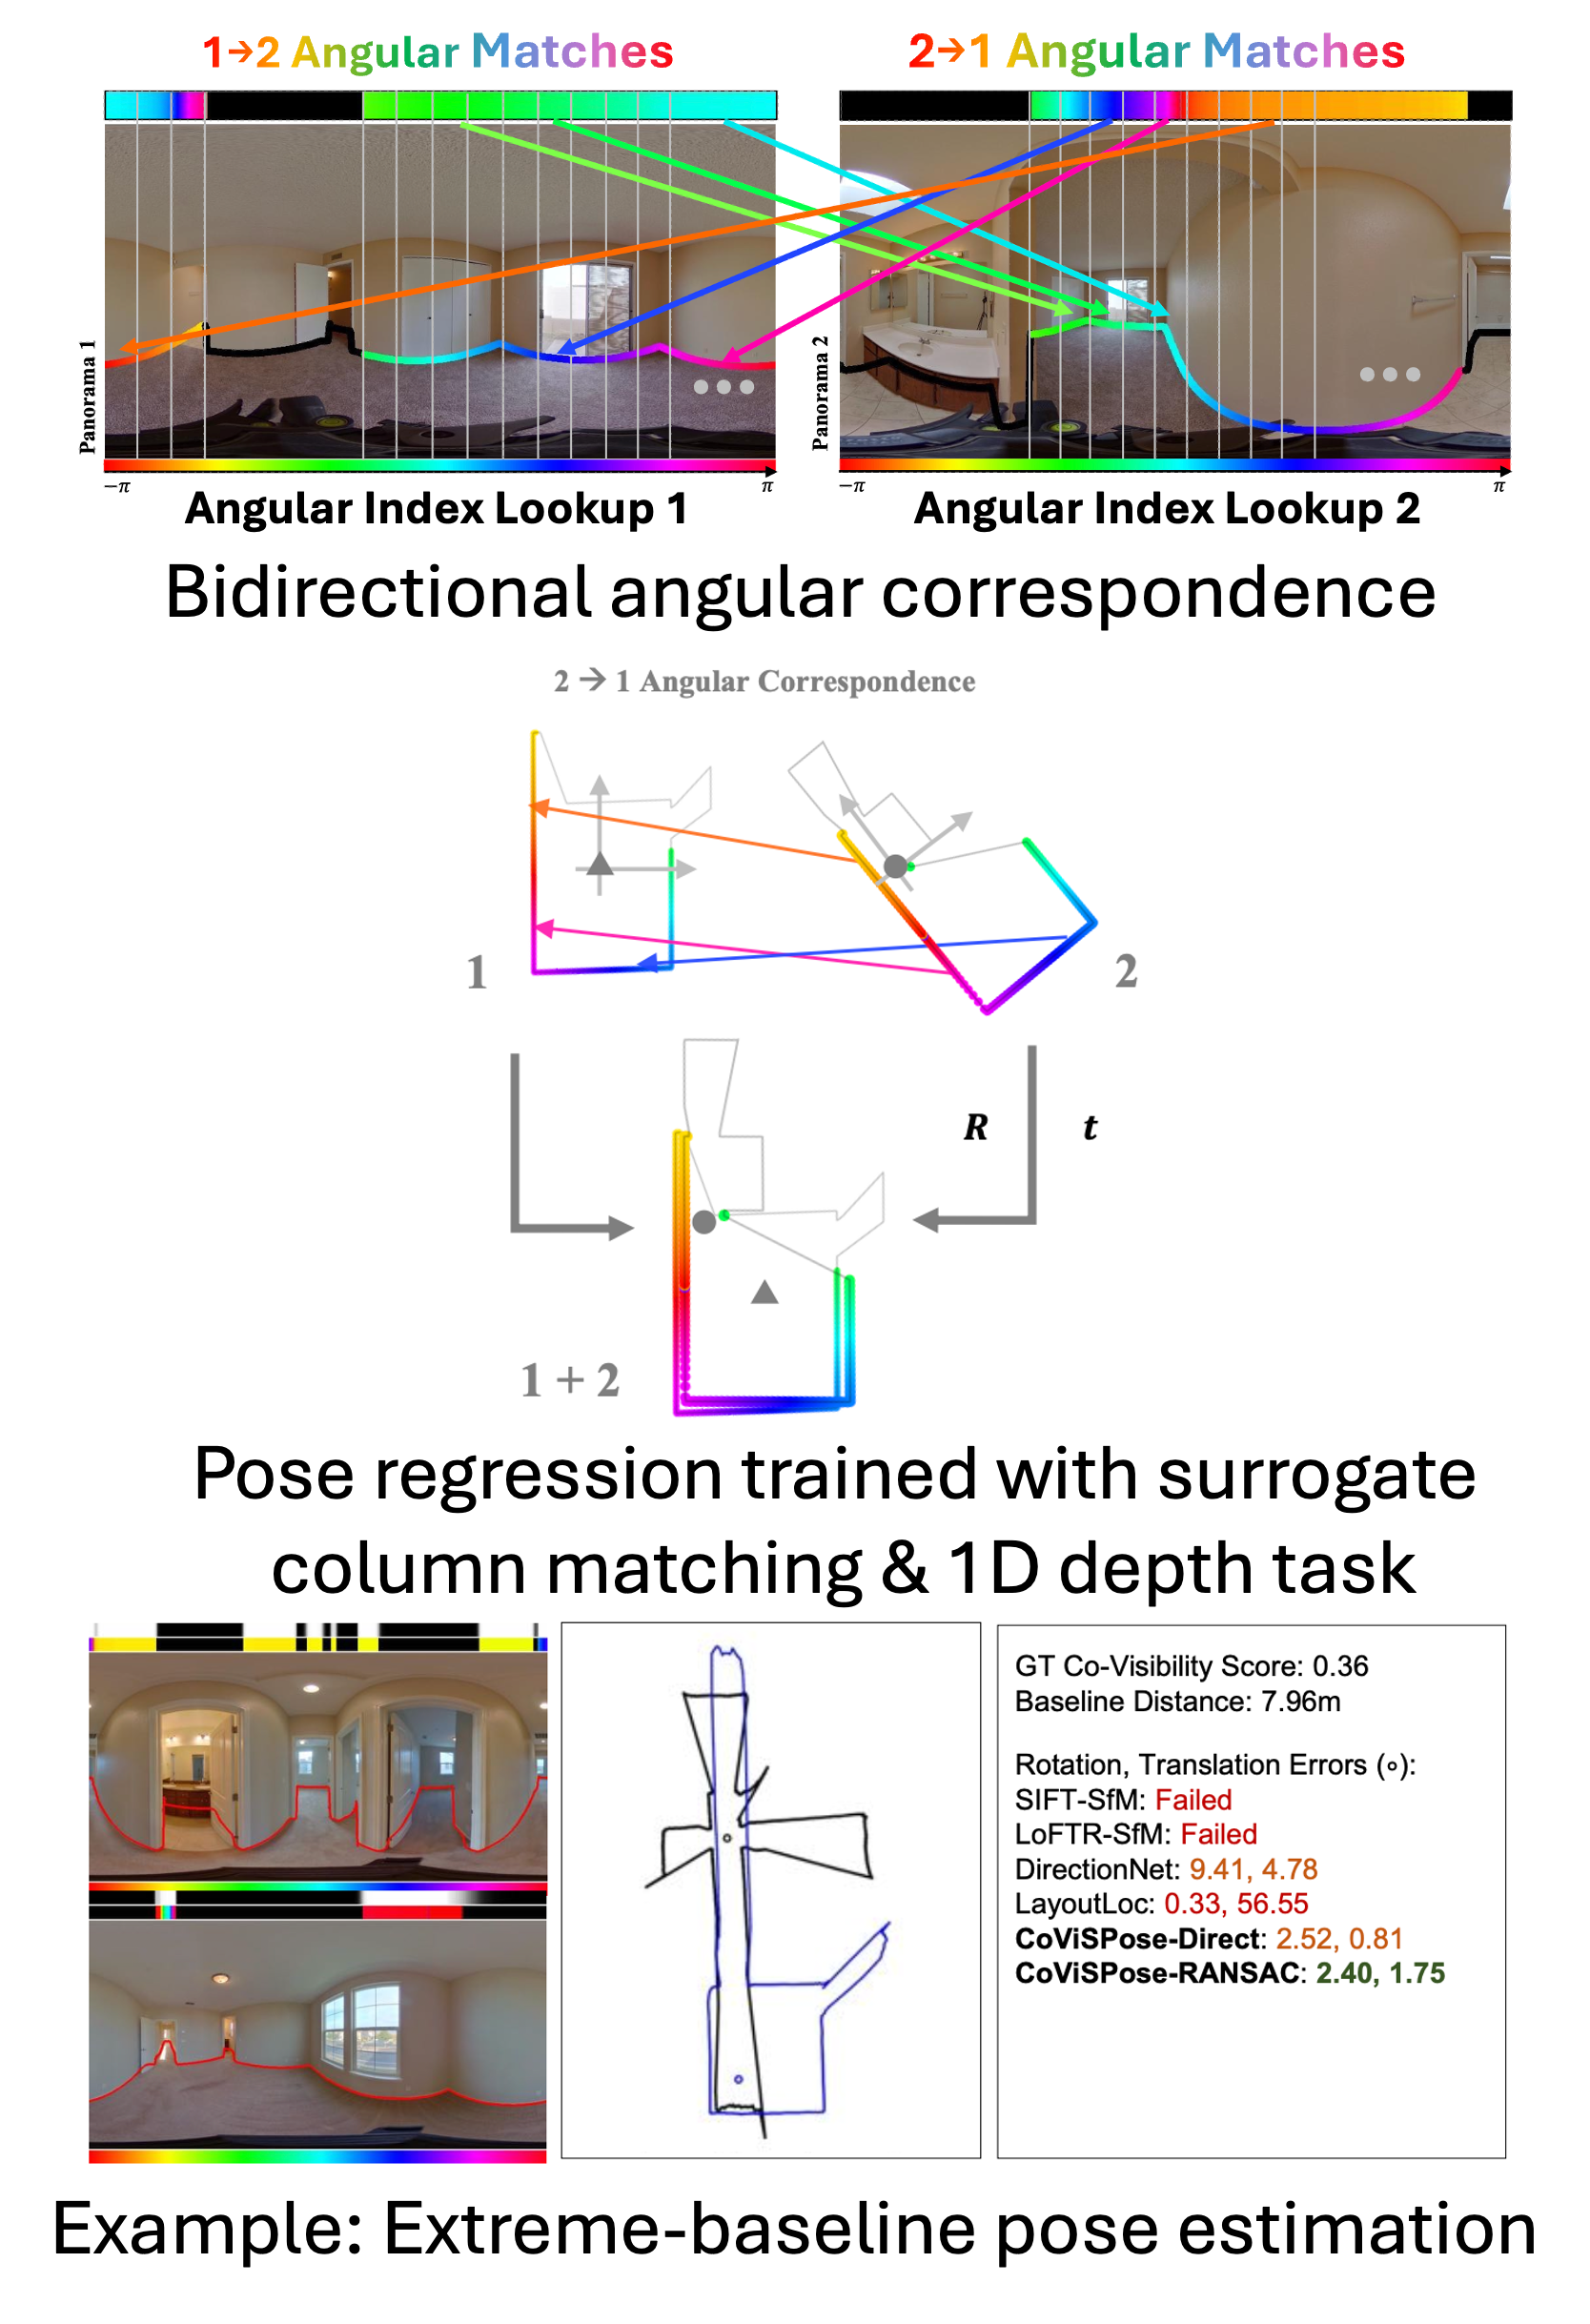 1→2 Angular Matches
2→1 Angular Matches
Panorama 1
Panorama 2
−π
π
−π
π
Angular Index Lookup 1
Angular Index Lookup 2
Bidirectional angular correspondence
2 → 1 Angular Correspondence
1
2
R
t
1 + 2
Pose regression trained with surrogate
column matching & 1D depth task
GT Co-Visibility Score: 0.36
Baseline Distance: 7.96m
Rotation, Translation Errors (∘):
SIFT-SfM: Failed
LoFTR-SfM: Failed
DirectionNet: 9.41, 4.78
LayoutLoc: 0.33, 56.55
CoViSPose-Direct: 2.52, 0.81
CoViSPose-RANSAC: 2.40, 1.75
Example: Extreme-baseline pose estimation